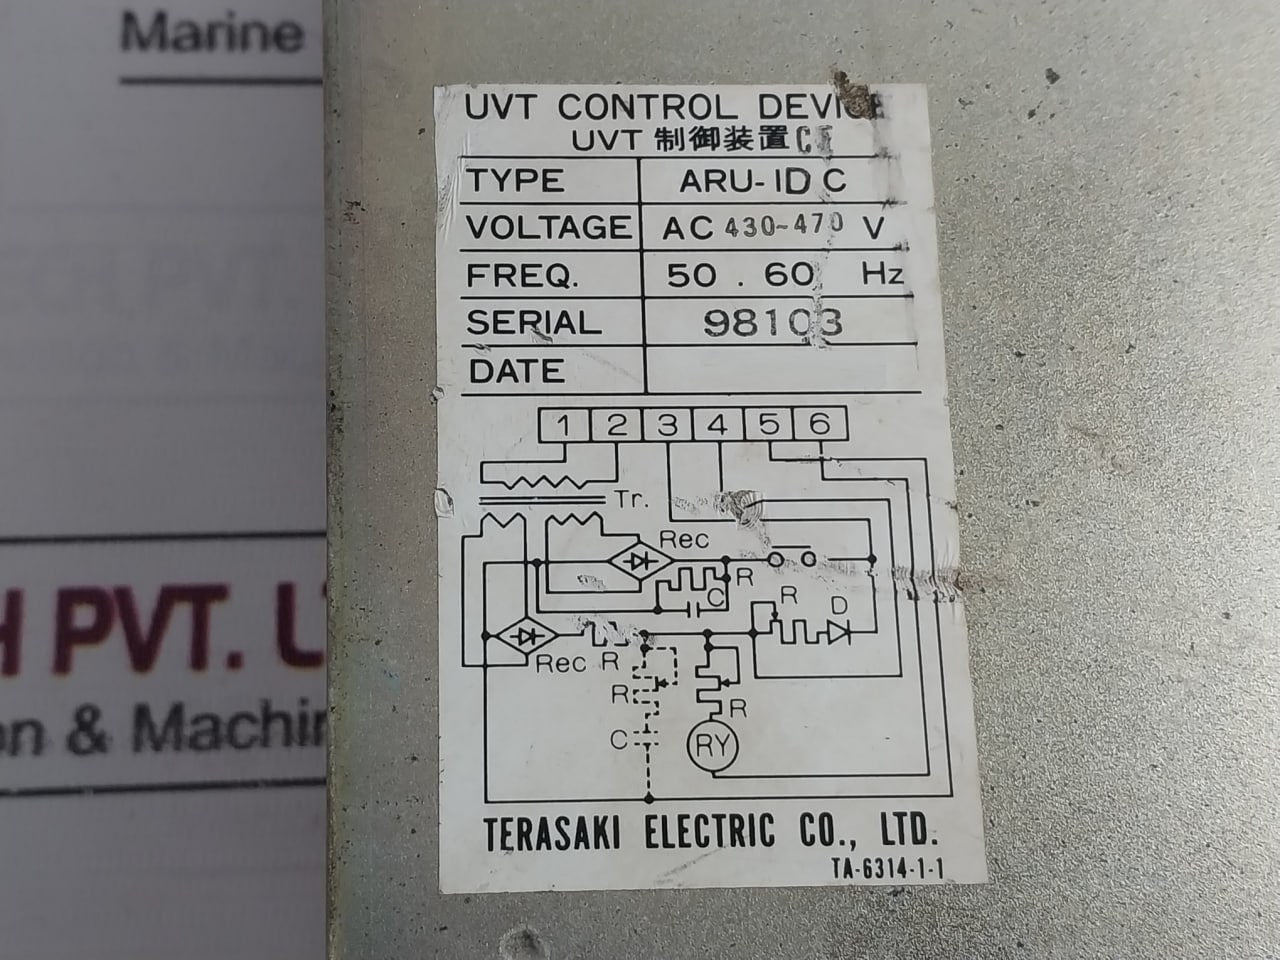 Marine
H PVT. L
on & Machin
UVT CONTROL DEVICE
UVT 制御装置
TYPE ARU-1D C
VOLTAGE AC 430~470 V
FREQ. 50 . 60 Hz
SERIAL 98103
DATE
1 2 3 4 5 6
Tr.
Rec
R
C
R D
Rec R
R
R
C
RY
TERASAKI ELECTRIC CO., LTD.
TA-6314-1-1